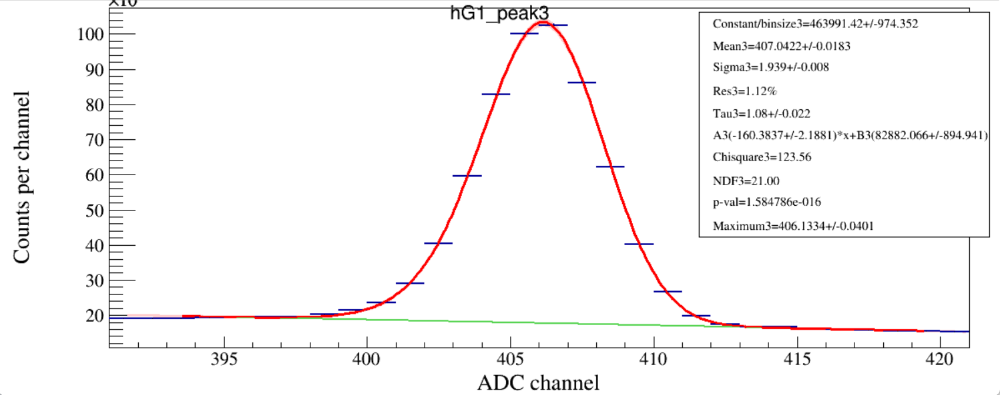 hG1_peak3
Constant/binsize3=463991.42+/-974.352
Mean3=407.0422+/-0.0183
Sigma3=1.939+/-0.008
Res3=1.12%
Tau3=1.08+/-0.022
A3(-160.3837+/-2.1881)*x+B3(82882.066+/-894.941)
Chisquare3=123.56
NDF3=21.00
p-val=1.584786e-016
Maximum3=406.1334+/-0.0401
Counts per channel
100
90
80
70
60
50
40
30
20
395 400 405 410 415 420
ADC channel